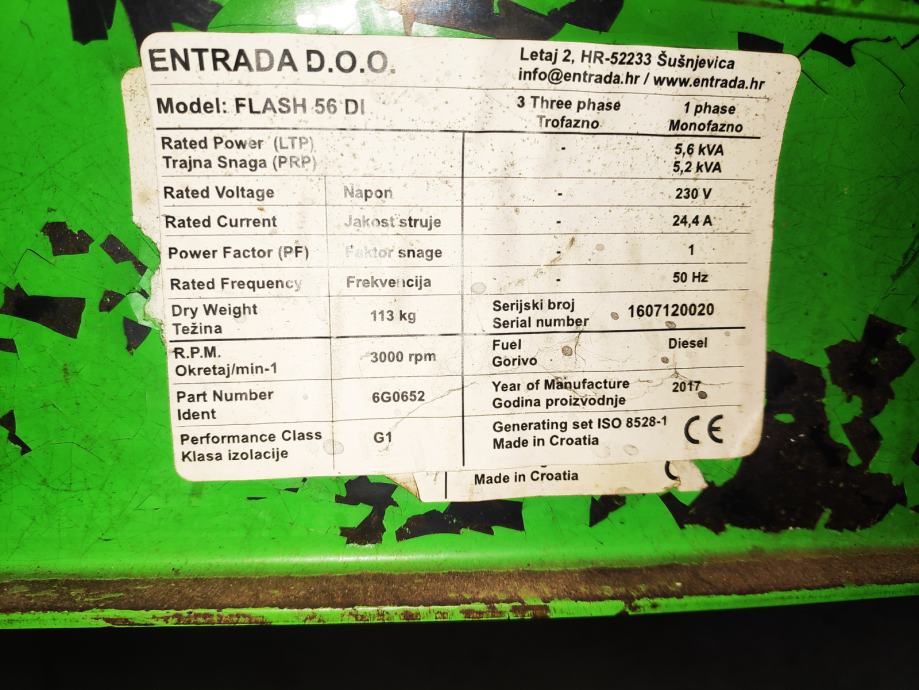 ENTRADA D.O.O.
Letaj 2, HR-52233 Šušnjevica
info@entrada.hr / www.entrada.hr
Model: FLASH 56 DI
3 Three phase
Trofazno
1 phase
Monofazno
Rated Power (LTP)
Trajna Snaga (PRP)
-
5,6 kVA
5,2 kVA
Rated Voltage
Napon
-
230 V
Rated Current
Jakost struje
-
24,4 A
Power Factor (PF)
Faktor snage
-
1
Rated Frequency
Frekvencija
-
50 Hz
Dry Weight
Težina
113 kg
Serijski broj
Serial number
1607120020
R.P.M.
Okretaj/min-1
3000 rpm
Fuel
Gorivo
Diesel
Part Number
Ident
6G0652
Year of Manufacture
Godina proizvodnje
2017
Performance Class
Klasa izolacije
G1
Generating set ISO 8528-1
Made in Croatia
CE
Made in Croatia